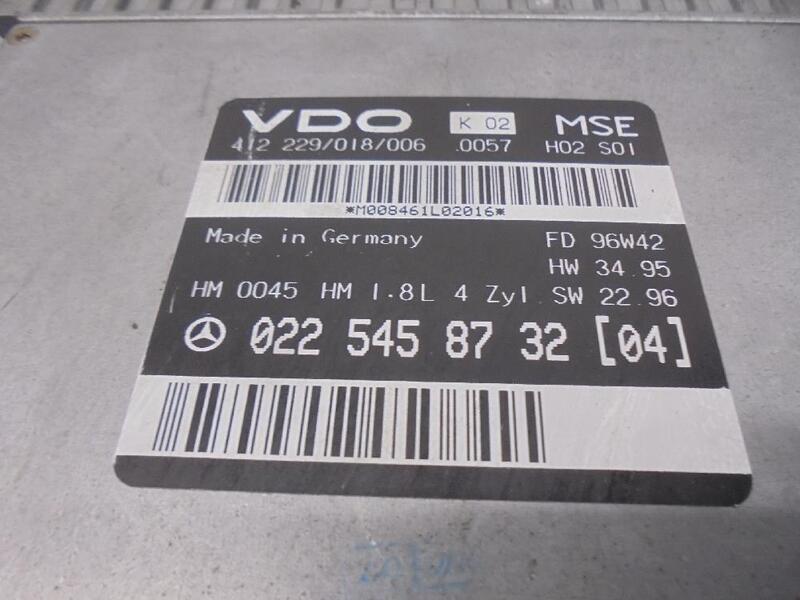 VDO K 02 MSE
412 229/018/006 .0057 H02 S01
*M008461L02016*
Made in Germany FD 96W42
HW 34.95
HM 0045 HM 1.8L 4 Zyl. SW 22.96
022 545 87 32 [04]